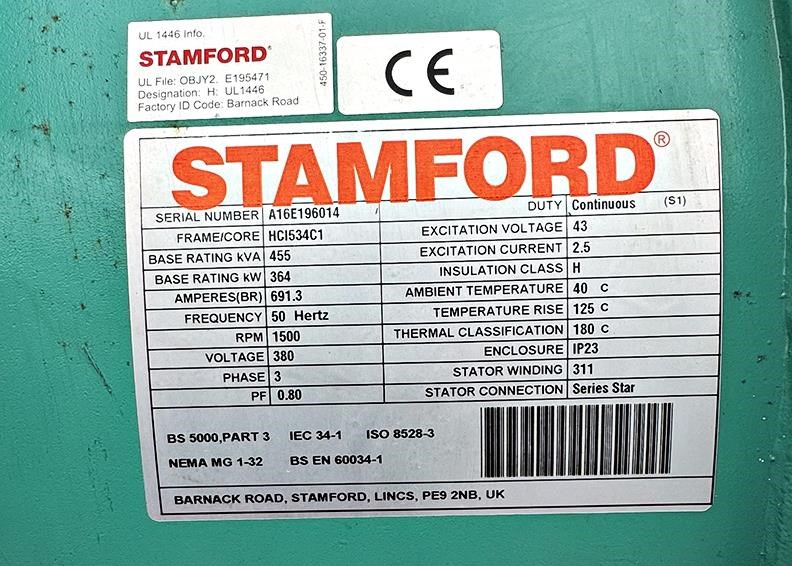 UL 1446 Info.
STAMFORD®
UL File: OBJY2. E195471
Designation: H: UL1446
Factory ID Code: Barnack Road
450-16337-01-F
CE
STAMFORD®
SERIAL NUMBER A16E196014
FRAME/CORE HCI534C1
BASE RATING kVA 455
BASE RATING kW 364
AMPERES(BR) 691.3
FREQUENCY 50 Hertz
RPM 1500
VOLTAGE 380
PHASE 3
PF 0.80
DUTY Continuous (S1)
EXCITATION VOLTAGE 43
EXCITATION CURRENT 2.5
INSULATION CLASS H
AMBIENT TEMPERATURE 40 C
TEMPERATURE RISE 125 C
THERMAL CLASSIFICATION 180 C
ENCLOSURE IP23
STATOR WINDING 311
STATOR CONNECTION Series Star
BS 5000,PART 3 IEC 34-1 ISO 8528-3
NEMA MG 1-32 BS EN 60034-1
BARNACK ROAD, STAMFORD, LINCS, PE9 2NB, UK